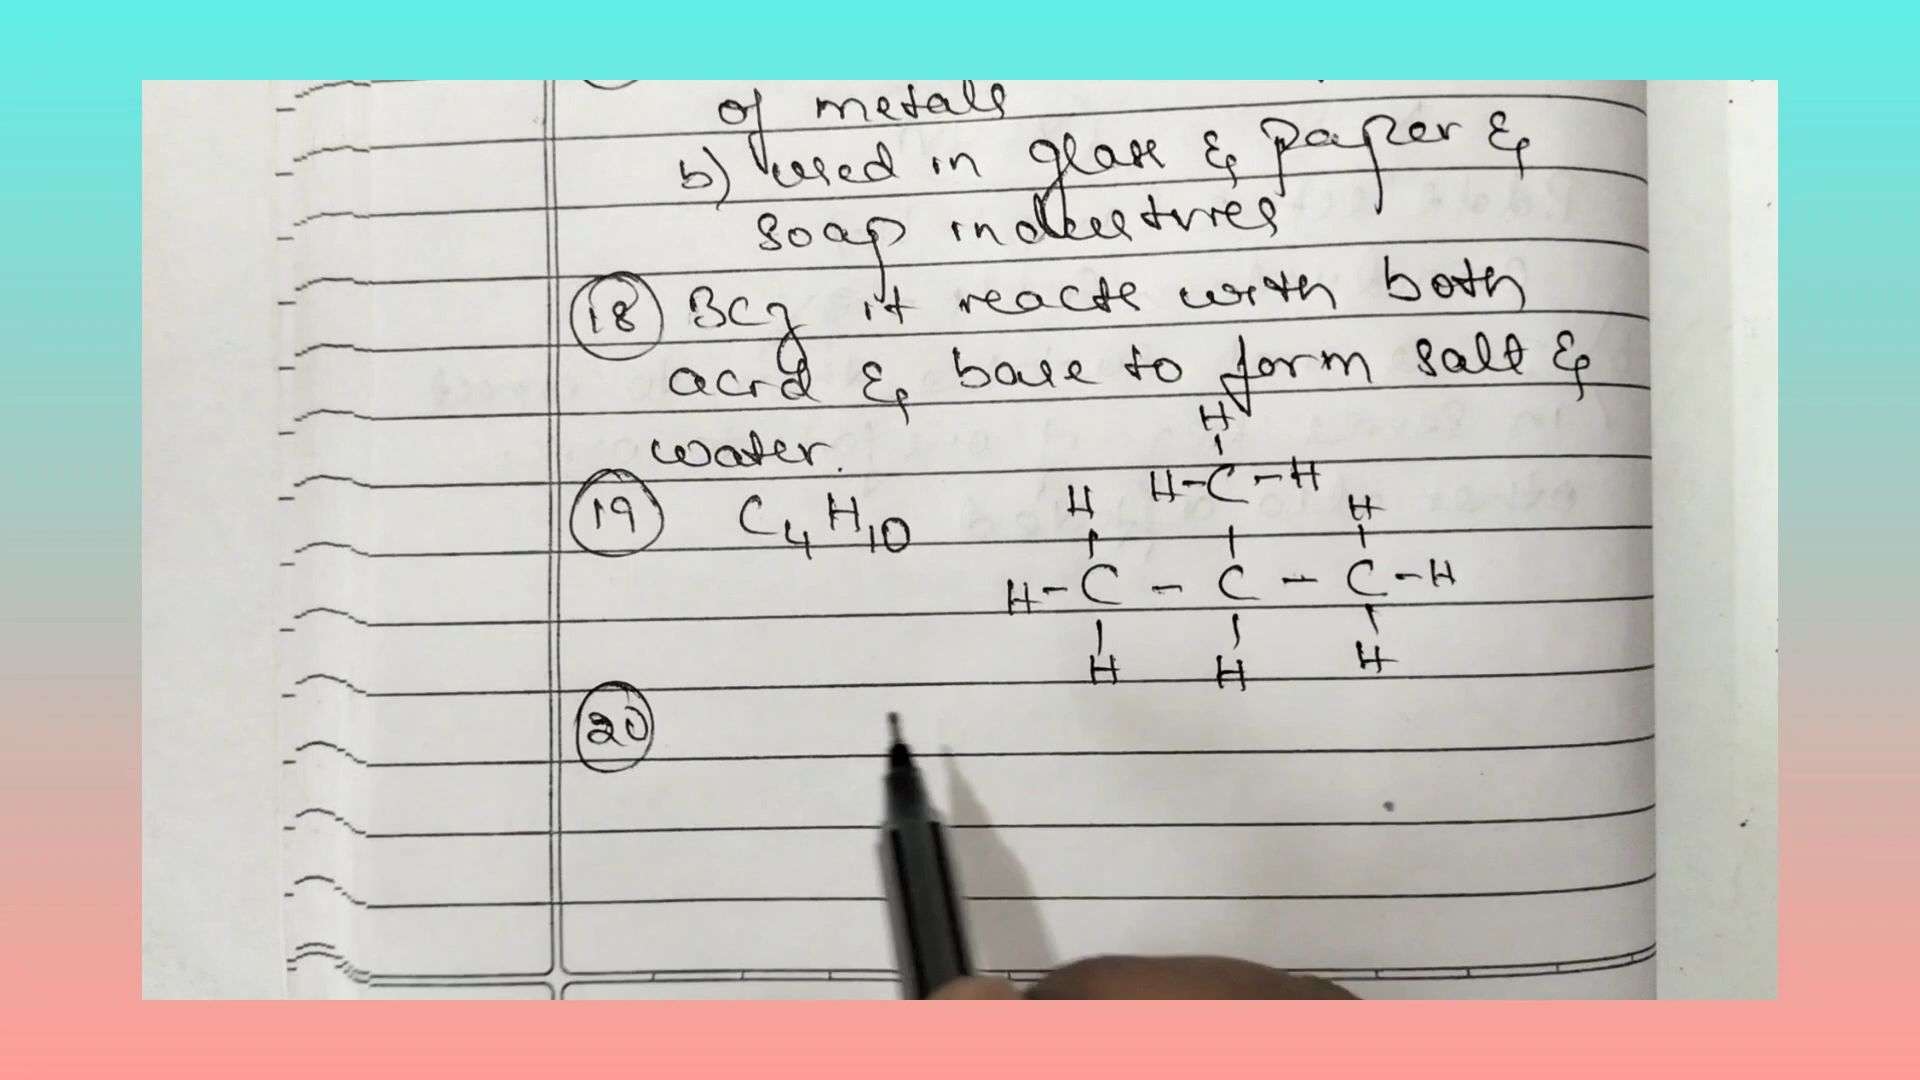 of metals
b) used in glass & paper &
soap industries
18 Bcz it reacts with both
acid & base to form salt &
water.
H
H-C-H
19 C4H10 H H
H-C-C-C-H
H H H
20